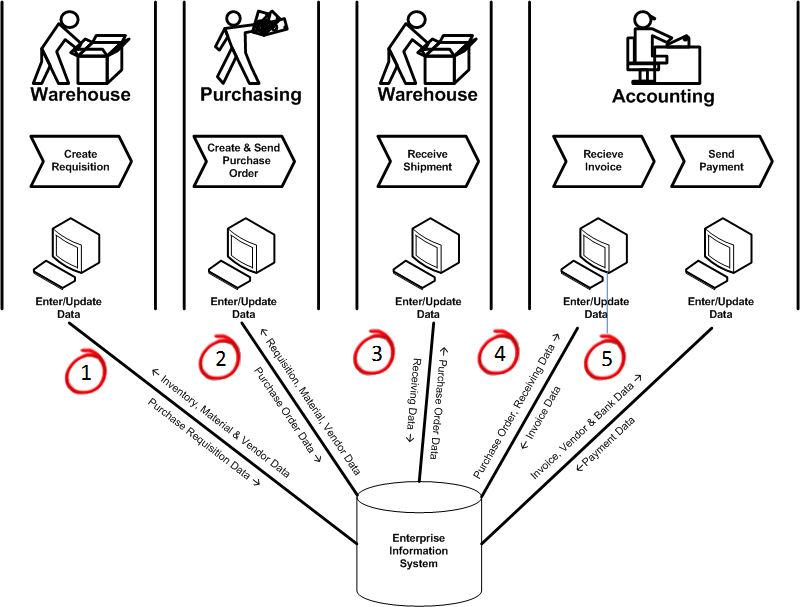 Warehouse
Purchasing
Warehouse
Accounting
Create
Requisition
Create & Send
Purchase
Order
Receive
Shipment
Recieve
Invoice
Send
Payment
Enter/Update
Data
Enter/Update
Data
Enter/Update
Data
Enter/Update
Data
Enter/Update
Data
1
2
3
4
5
← Inventory, Material & Vendor Data
Purchase Requisition Data →
← Requisition, Material, Vendor Data
Purchase Order Data →
Receiving Data →
← Purchase Order Data
Purchase Order, Receiving Data →
← Invoice Data
Invoice, Vendor & Bank Data →
←Payment Data
Enterprise
Information
System